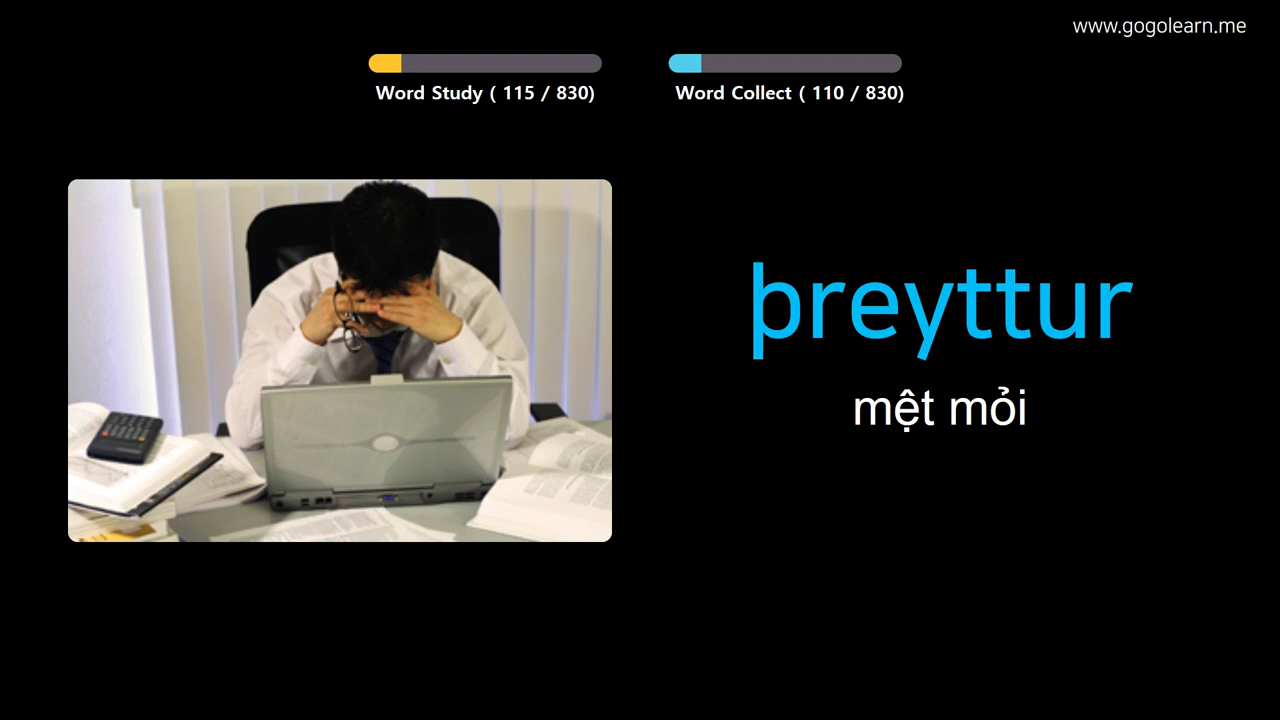 www.gogolearn.me
Word Study ( 115 / 830)
Word Collect ( 110 / 830)
þreyttur
mệt mỏi